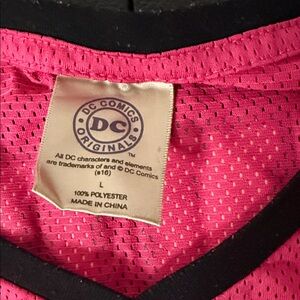 DC COMICS
DC
ORIGINALS
TM
All DC characters and elements
are trademarks of and © DC Comics
(s16)
L
100% POLYESTER
MADE IN CHINA